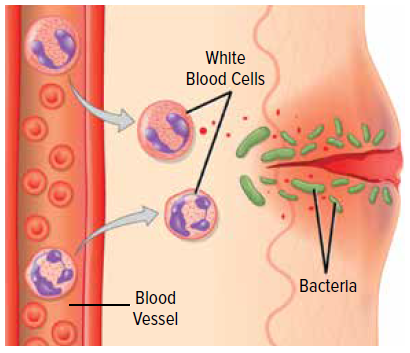 White
Blood Cells
Bacteria
Blood
Vessel